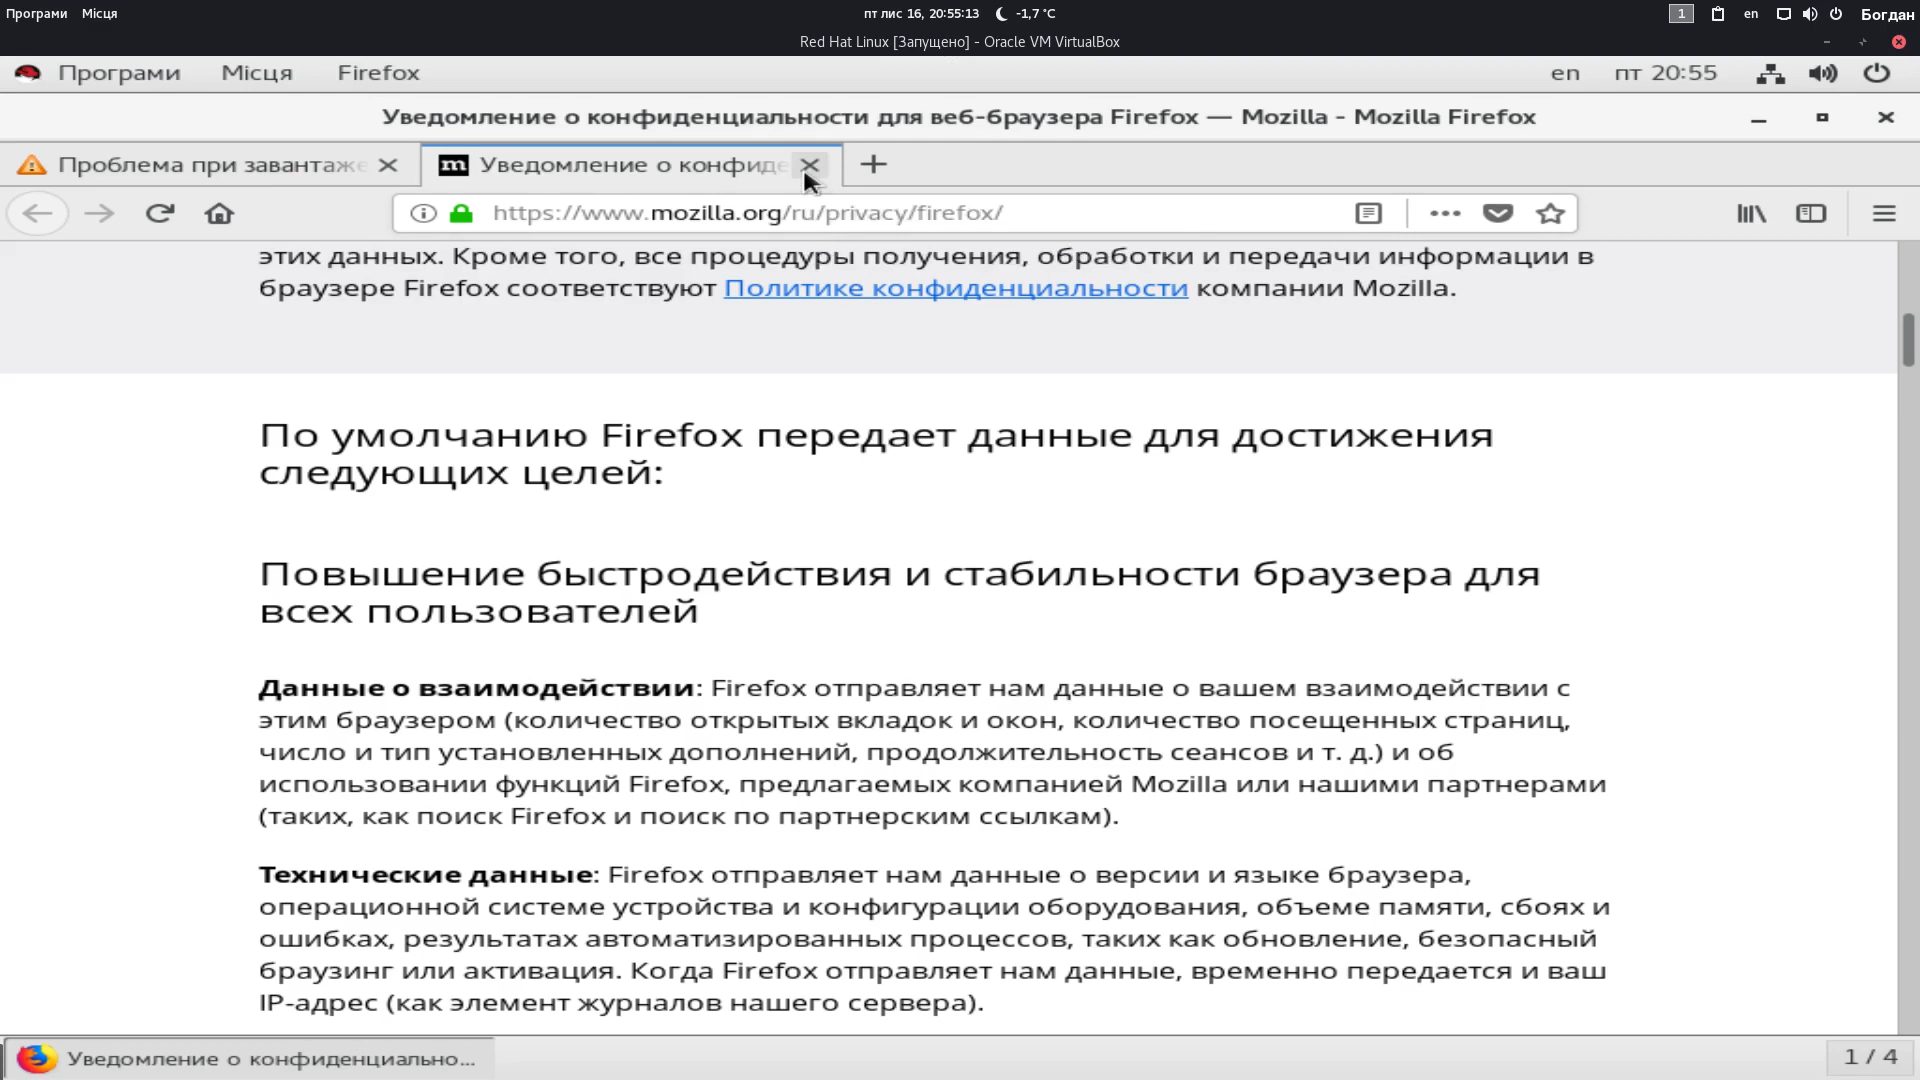 Програми Місця пт лис 16, 20:55:13 -1,7 °C 1 en Богдан
Red Hat Linux [Запущено] - Oracle VM VirtualBox
Програми Місця Firefox en пт 20:55
Уведомление о конфиденциальности для веб-браузера Firefox — Mozilla - Mozilla Firefox
Проблема при завантаже Уведомление о конфиде
https://www.mozilla.org/ru/privacy/firefox/
этих данных. Кроме того, все процедуры получения, обработки и передачи информации в
браузере Firefox соответствуют Политике конфиденциальности компании Mozilla.
По умолчанию Firefox передает данные для достижения
следующих целей:
Повышение быстродействия и стабильности браузера для
всех пользователей
Данные о взаимодействии: Firefox отправляет нам данные о вашем взаимодействии с
этим браузером (количество открытых вкладок и окон, количество посещенных страниц,
число и тип установленных дополнений, продолжительность сеансов и т. д.) и об
использовании функций Firefox, предлагаемых компанией Mozilla или нашими партнерами
(таких, как поиск Firefox и поиск по партнерским ссылкам).
Технические данные: Firefox отправляет нам данные о версии и языке браузера,
операционной системе устройства и конфигурации оборудования, объеме памяти, сбоях и
ошибках, результатах автоматизированных процессов, таких как обновление, безопасный
браузинг или активация. Когда Firefox отправляет нам данные, временно передается и ваш
IP-адрес (как элемент журналов нашего сервера).
Уведомление о конфиденциально... 1 / 4